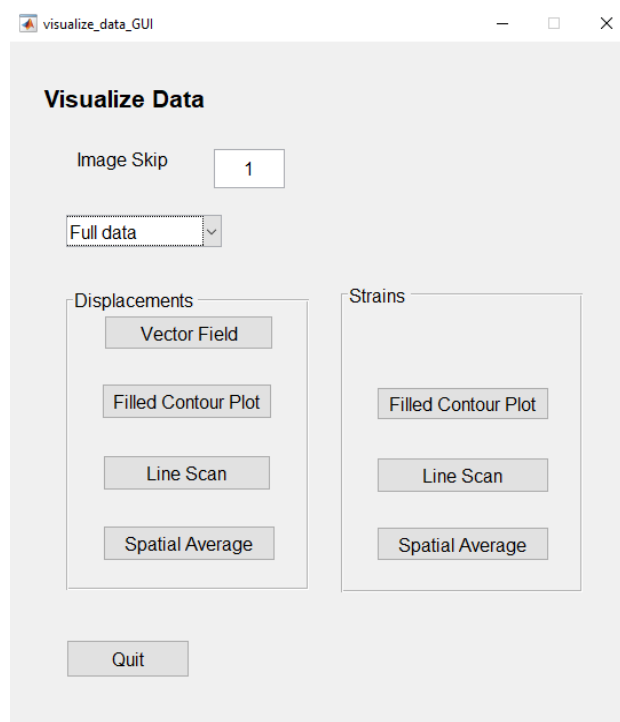 visualize_data_GUI
Visualize Data
Image Skip
1
Full data
Displacements
Vector Field
Filled Contour Plot
Line Scan
Spatial Average
Strains
Filled Contour Plot
Line Scan
Spatial Average
Quit